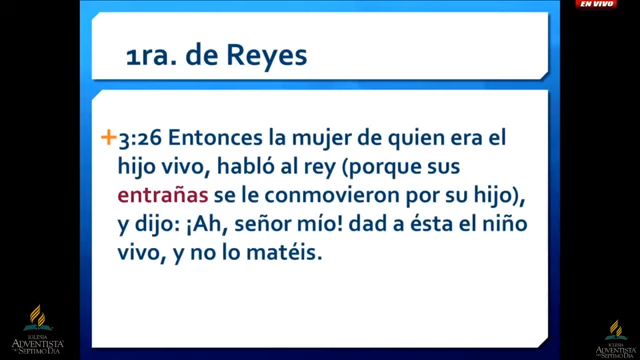 EN VIVO
1ra. de Reyes
+3:26 Entonces la mujer de quien era el
hijo vivo, habló al rey (porque sus
entrañas se le conmovieron por su hijo),
y dijo: ¡Ah, señor mío! dad a ésta el niño
vivo, y no lo matéis.
IGLESIA
ADVENTISTA
DEL SÉPTIMO DÍA
IGLESIA
ADVENTISTA
DEL SÉPTIMO DÍA